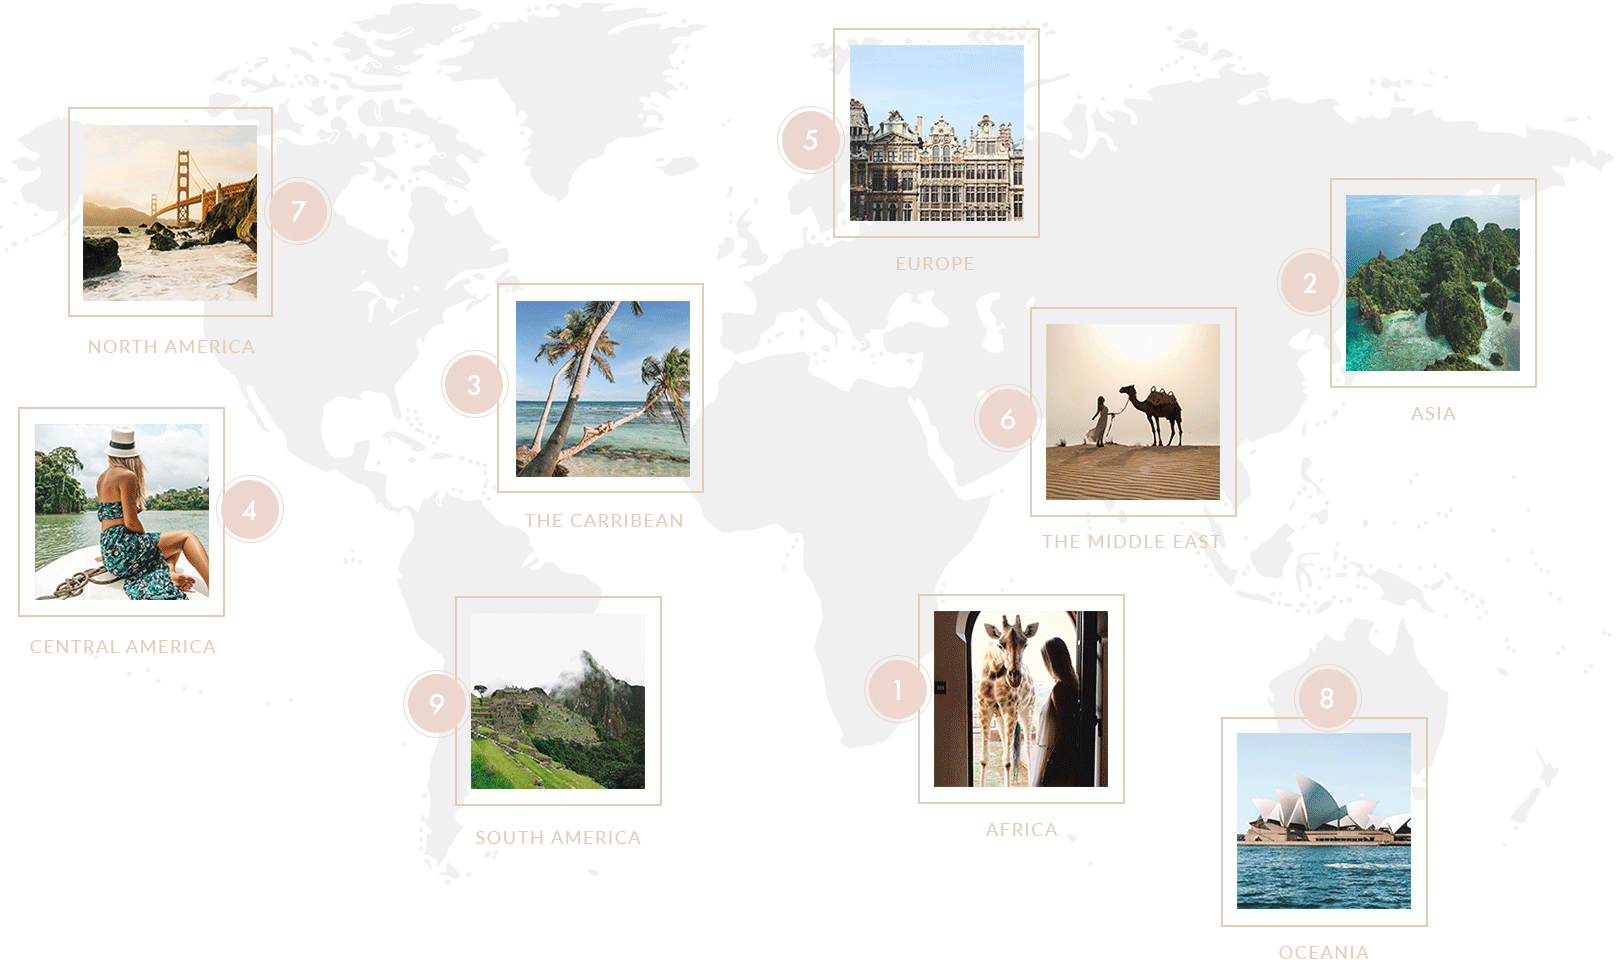 5
EUROPE
7
NORTH AMERICA
2
ASIA
3
THE CARRIBEAN
6
THE MIDDLE EAST
4
CENTRAL AMERICA
9
SOUTH AMERICA
1
AFRICA
8
OCEANIA